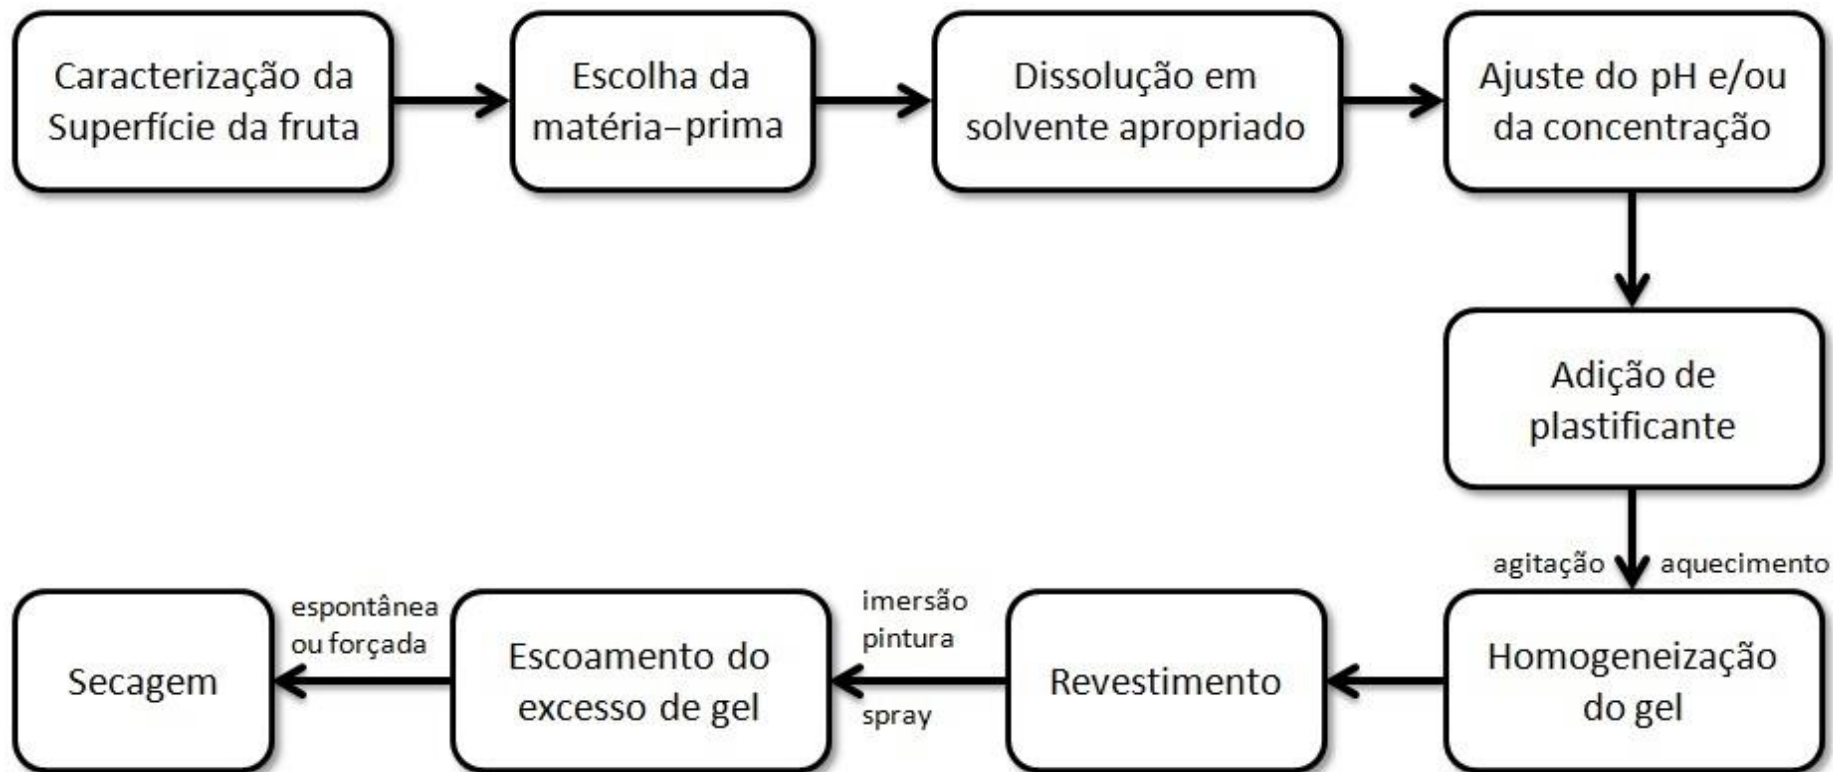 Caracterização da
Superfície da fruta
Escolha da
matéria–prima
Dissolução em
solvente apropriado
Ajuste do pH e/ou
da concentração
Adição de
plastificante
agitação aquecimento
Homogeneização
do gel
Revestimento
imersão
pintura
spray
Escoamento do
excesso de gel
espontânea
ou forçada
Secagem